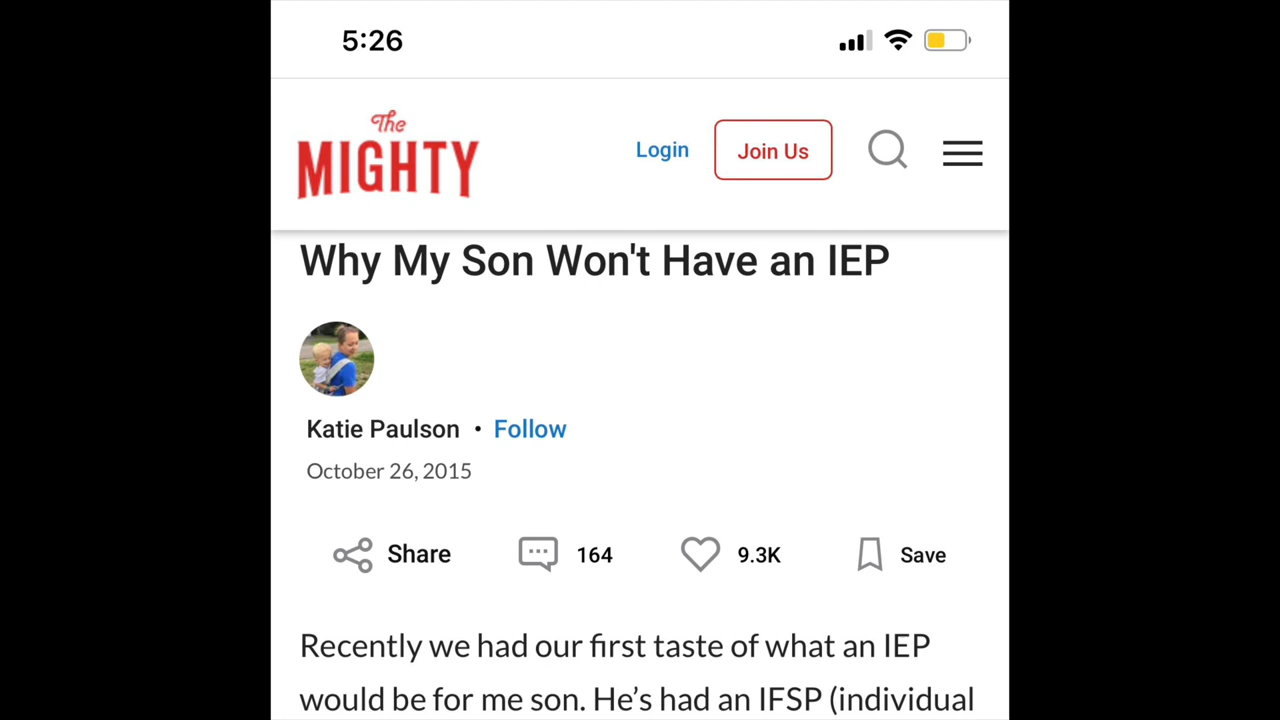 5:26
The
MIGHTY
Login
Join Us
Why My Son Won't Have an IEP
Katie Paulson • Follow
October 26, 2015
Share 164 9.3K Save
Recently we had our first taste of what an IEP
would be for me son. He’s had an IFSP (individual